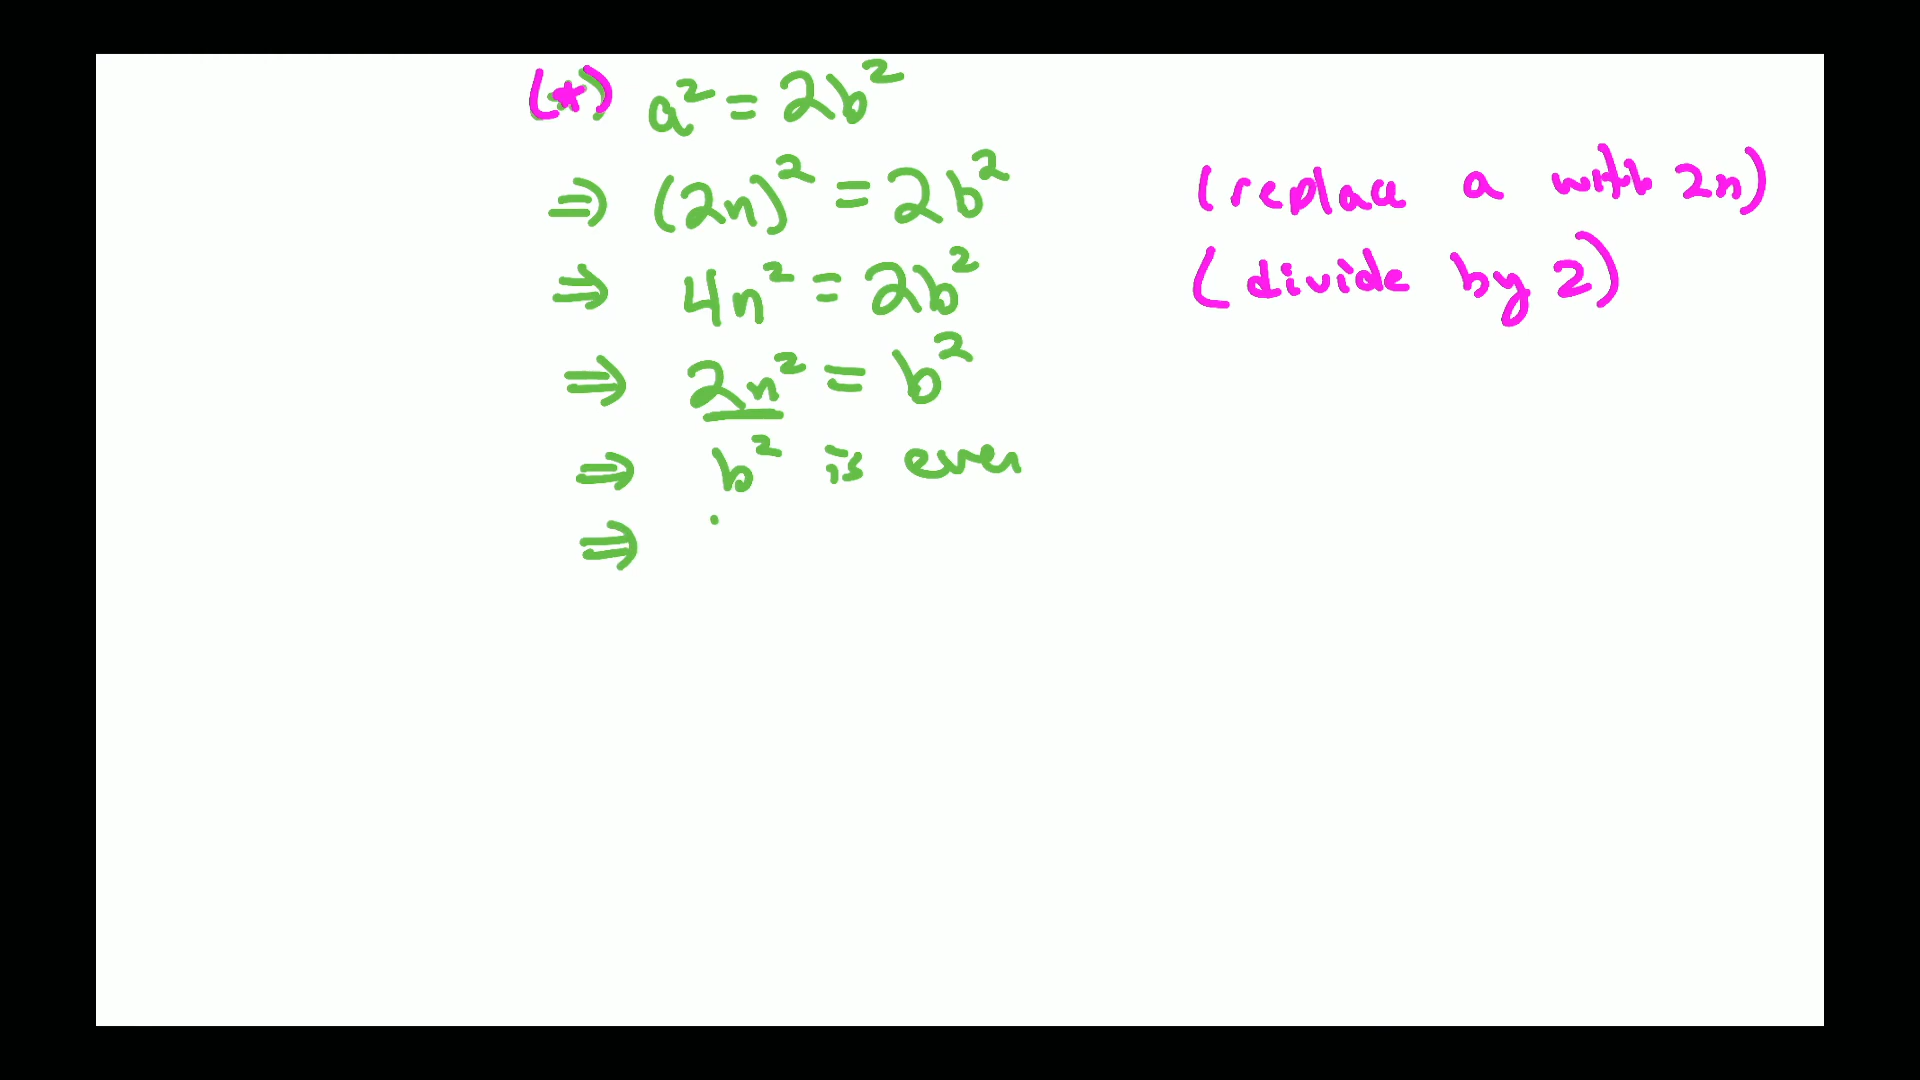 (*) a² = 2b²
⇒ (2n)² = 2b² (replace a with 2n)
⇒ 4n² = 2b² (divide by 2)
⇒ 2n² = b²
⇒ b² is even
⇒